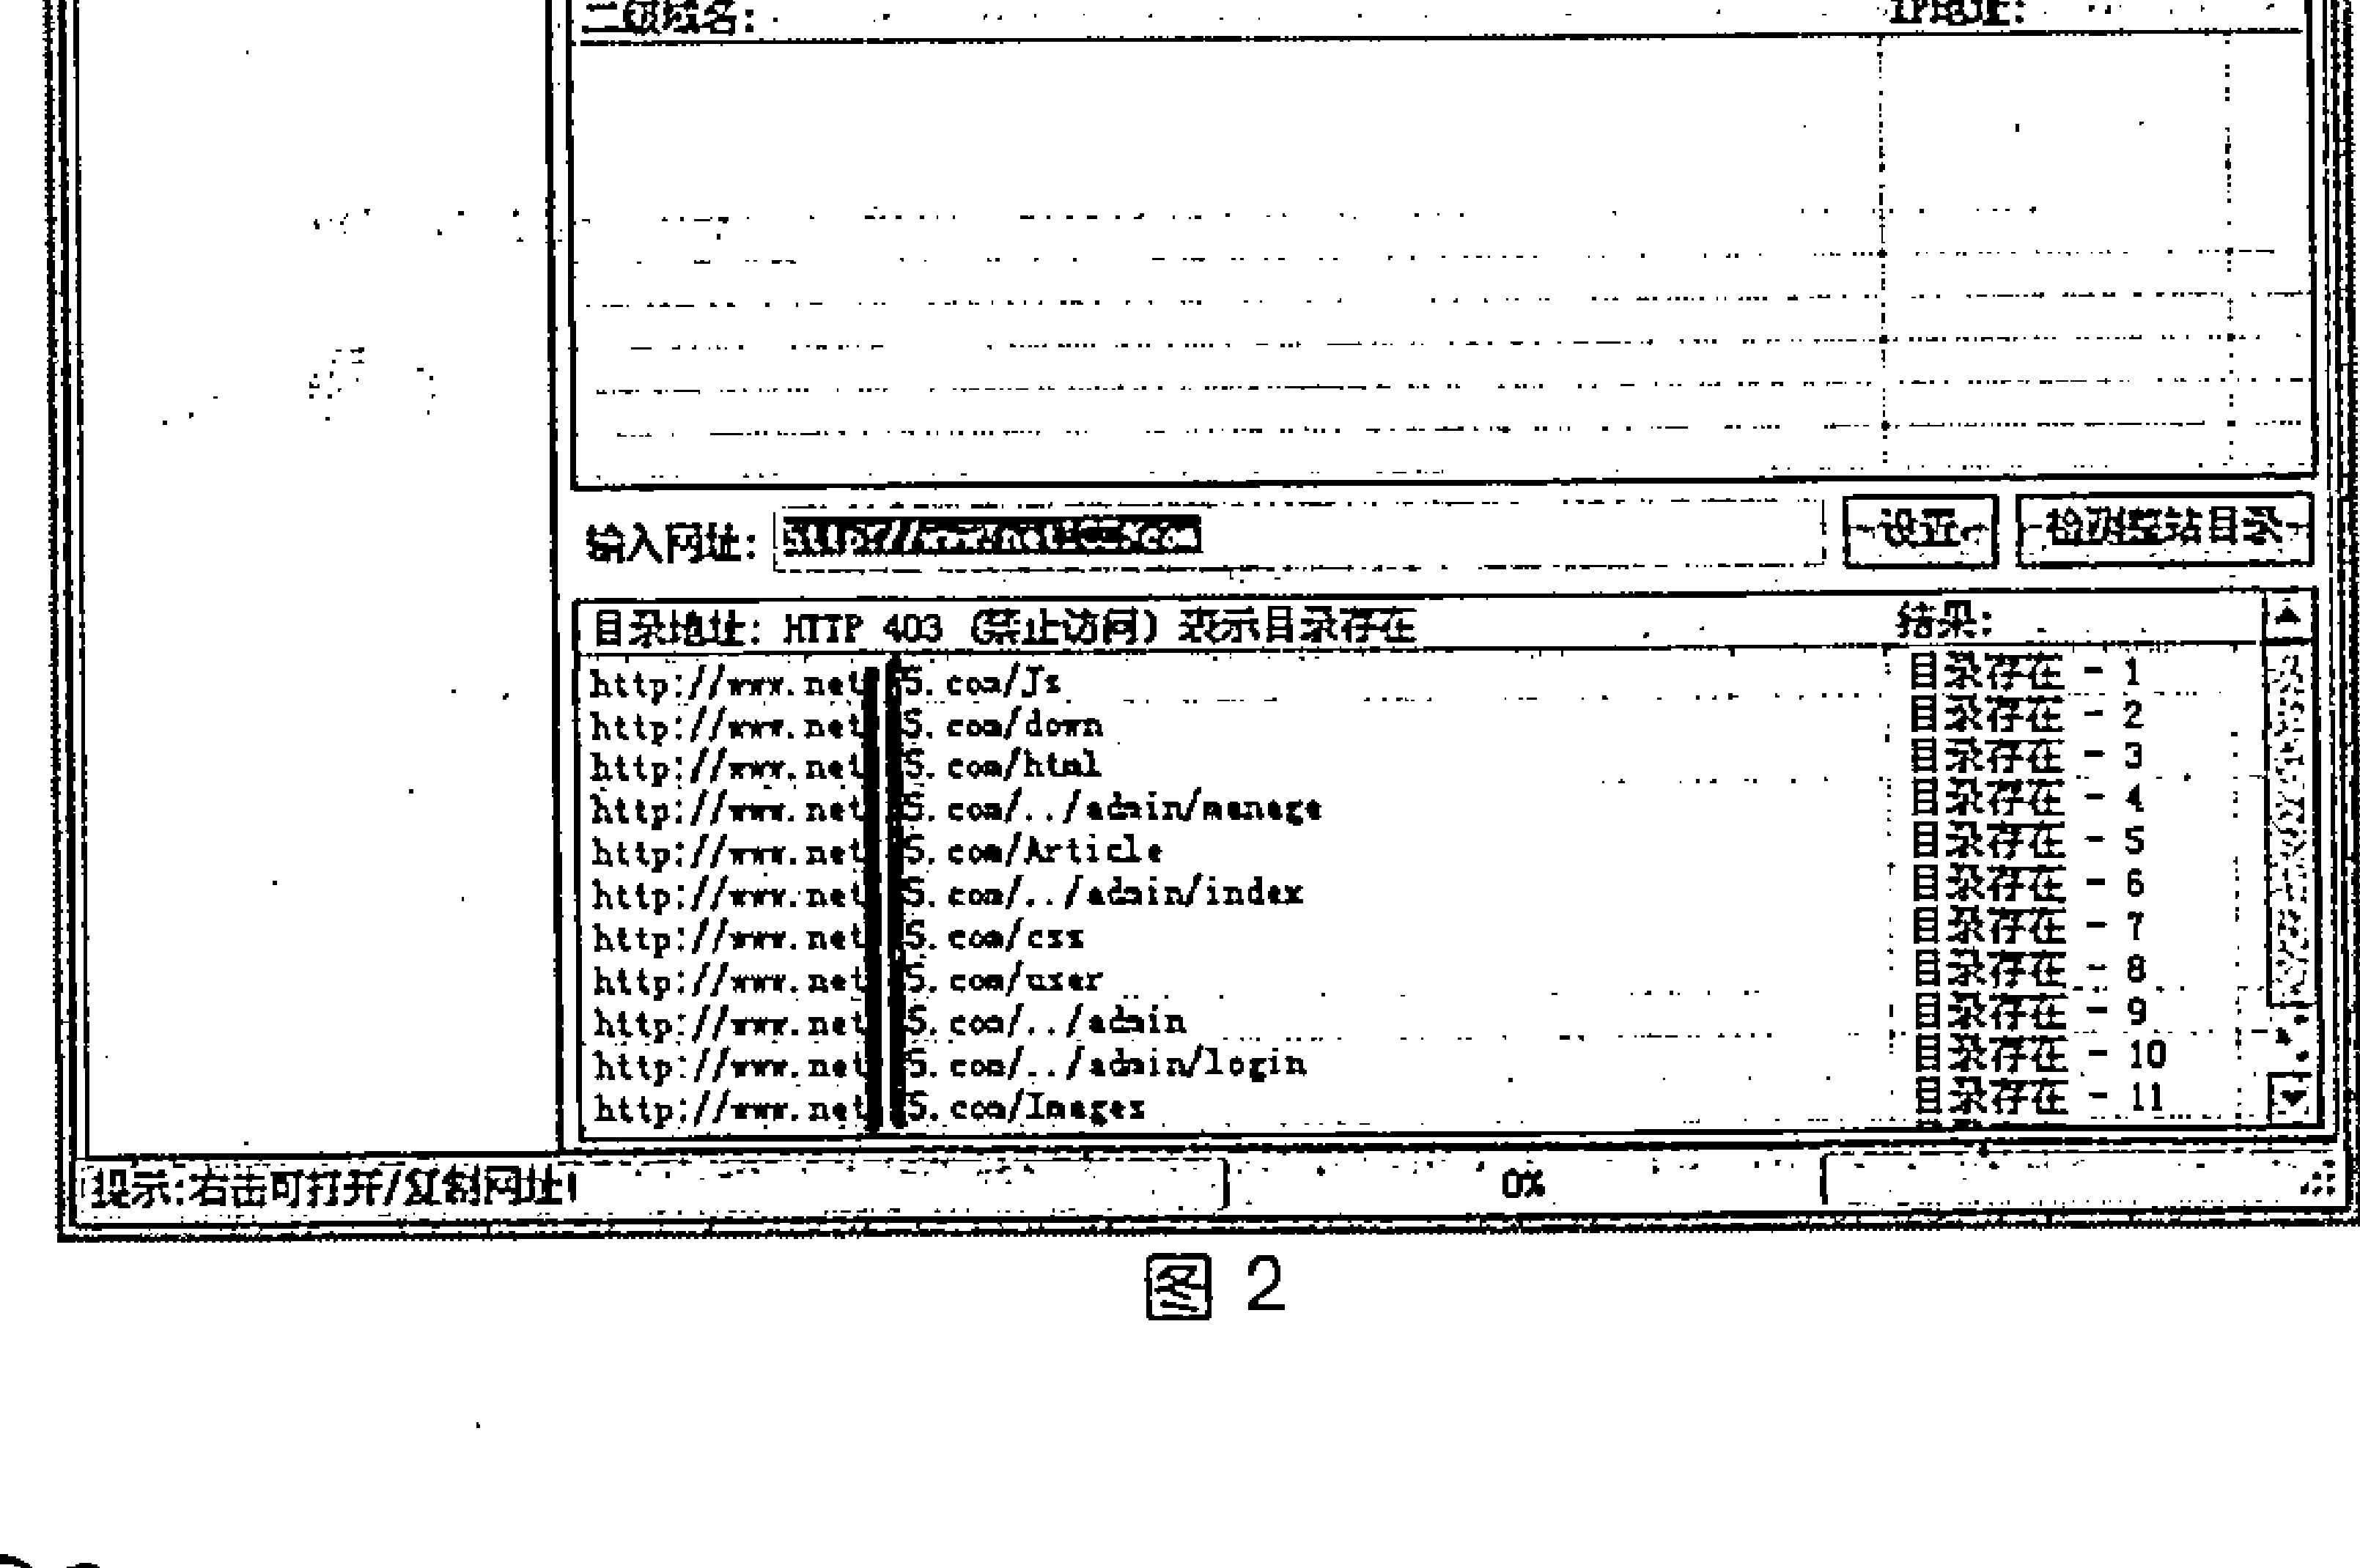 二级域名: IP地址:
输入网址: 设置 检测整站目录
目录地址: HTTP 403 (禁止访问) 表示目录存在 结果:
http://www.net 5.com/Js 目录存在 - 1
http://www.net 5.com/down 目录存在 - 2
http://www.net 5.com/html 目录存在 - 3
http://www.net 5.com/../admin/manage 目录存在 - 4
http://www.net 5.com/Article 目录存在 - 5
http://www.net 5.com/../admin/index 目录存在 - 6
http://www.net 5.com/css 目录存在 - 7
http://www.net 5.com/user 目录存在 - 8
http://www.net 5.com/../admin 目录存在 - 9
http://www.net 5.com/../admin/login 目录存在 - 10
http://www.net 5.com/Images 目录存在 - 11
提示:右击可打开/复制网址! 0%
图 2